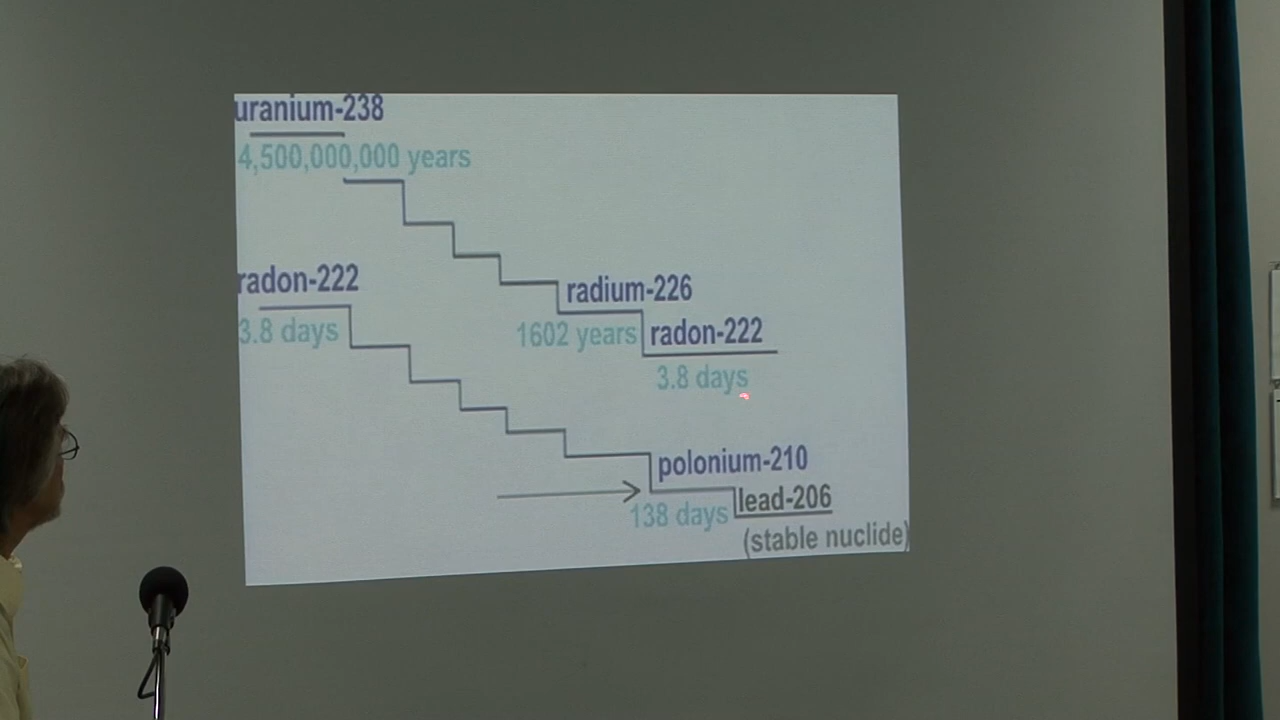 uranium-238
4,500,000,000 years
radium-226
1602 years
radon-222
3.8 days
radon-222
3.8 days
polonium-210
138 days
lead-206
(stable nuclide)